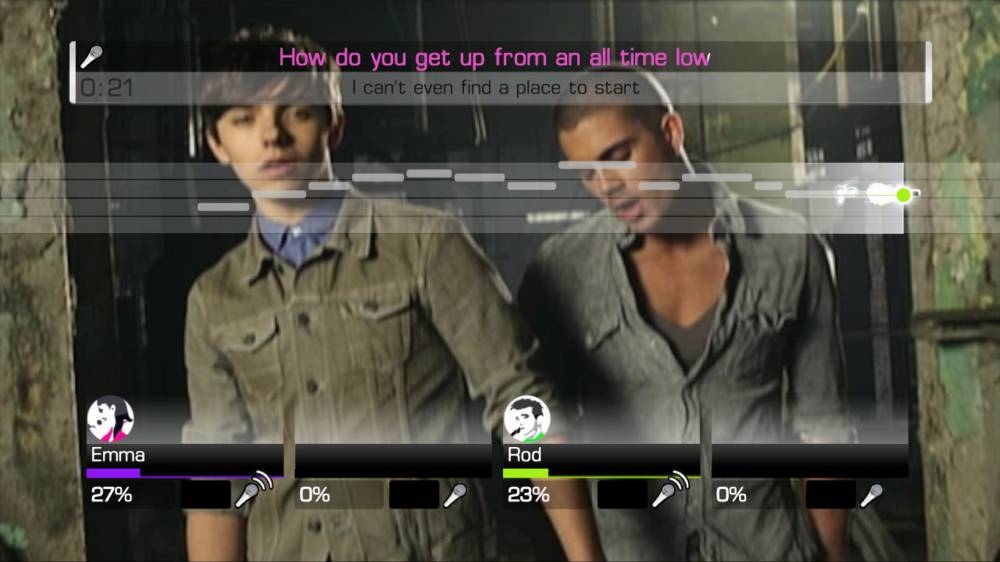 How do you get up from an all time low
0:21
I can't even find a place to start
Emma
Rod
27%
0%
23%
0%